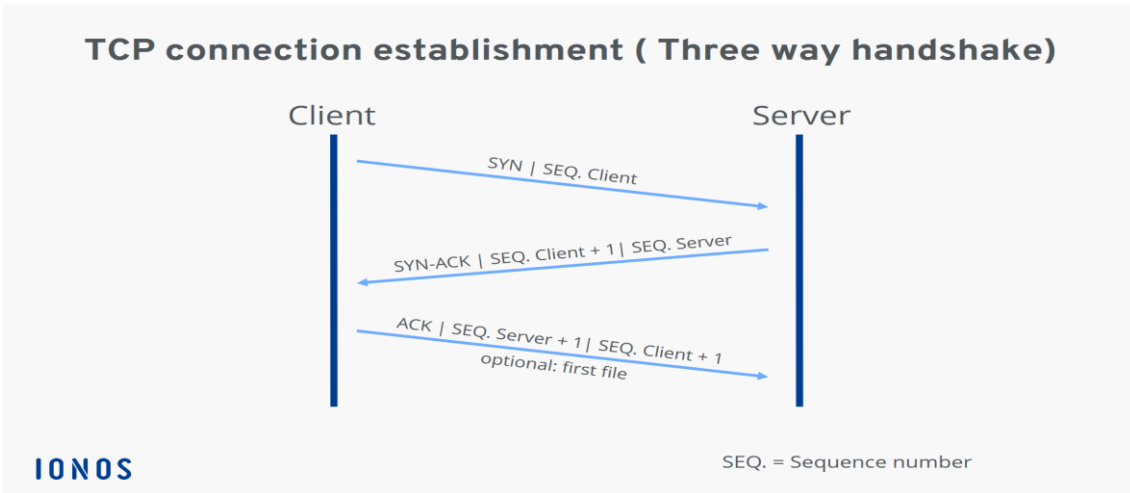 TCP connection establishment ( Three way handshake)
Client
Server
SYN | SEQ. Client
SYN-ACK | SEQ. Client + 1| SEQ. Server
ACK | SEQ. Server + 1| SEQ. Client + 1
optional: first file
IONOS
SEQ. = Sequence number